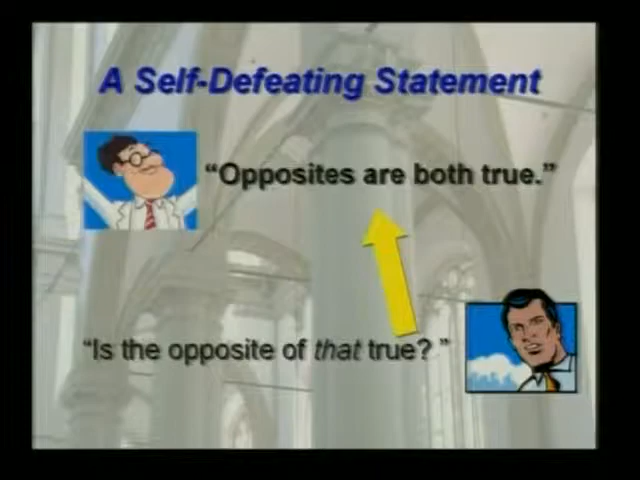 A Self-Defeating Statement
“Opposites are both true.”
“Is the opposite of that true? ”